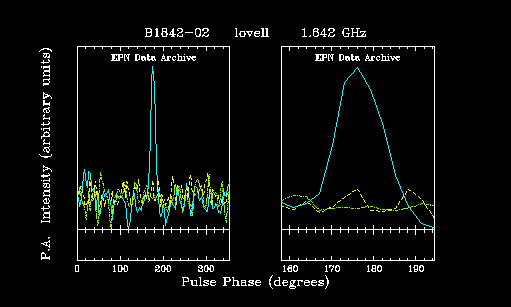 B1842-02 lovell 1.642 GHz
EPN Data Archive EPN Data Archive
P.A. Intensity (arbitrary units)
0 100 200 300 160 170 180 190
Pulse Phase (degrees)